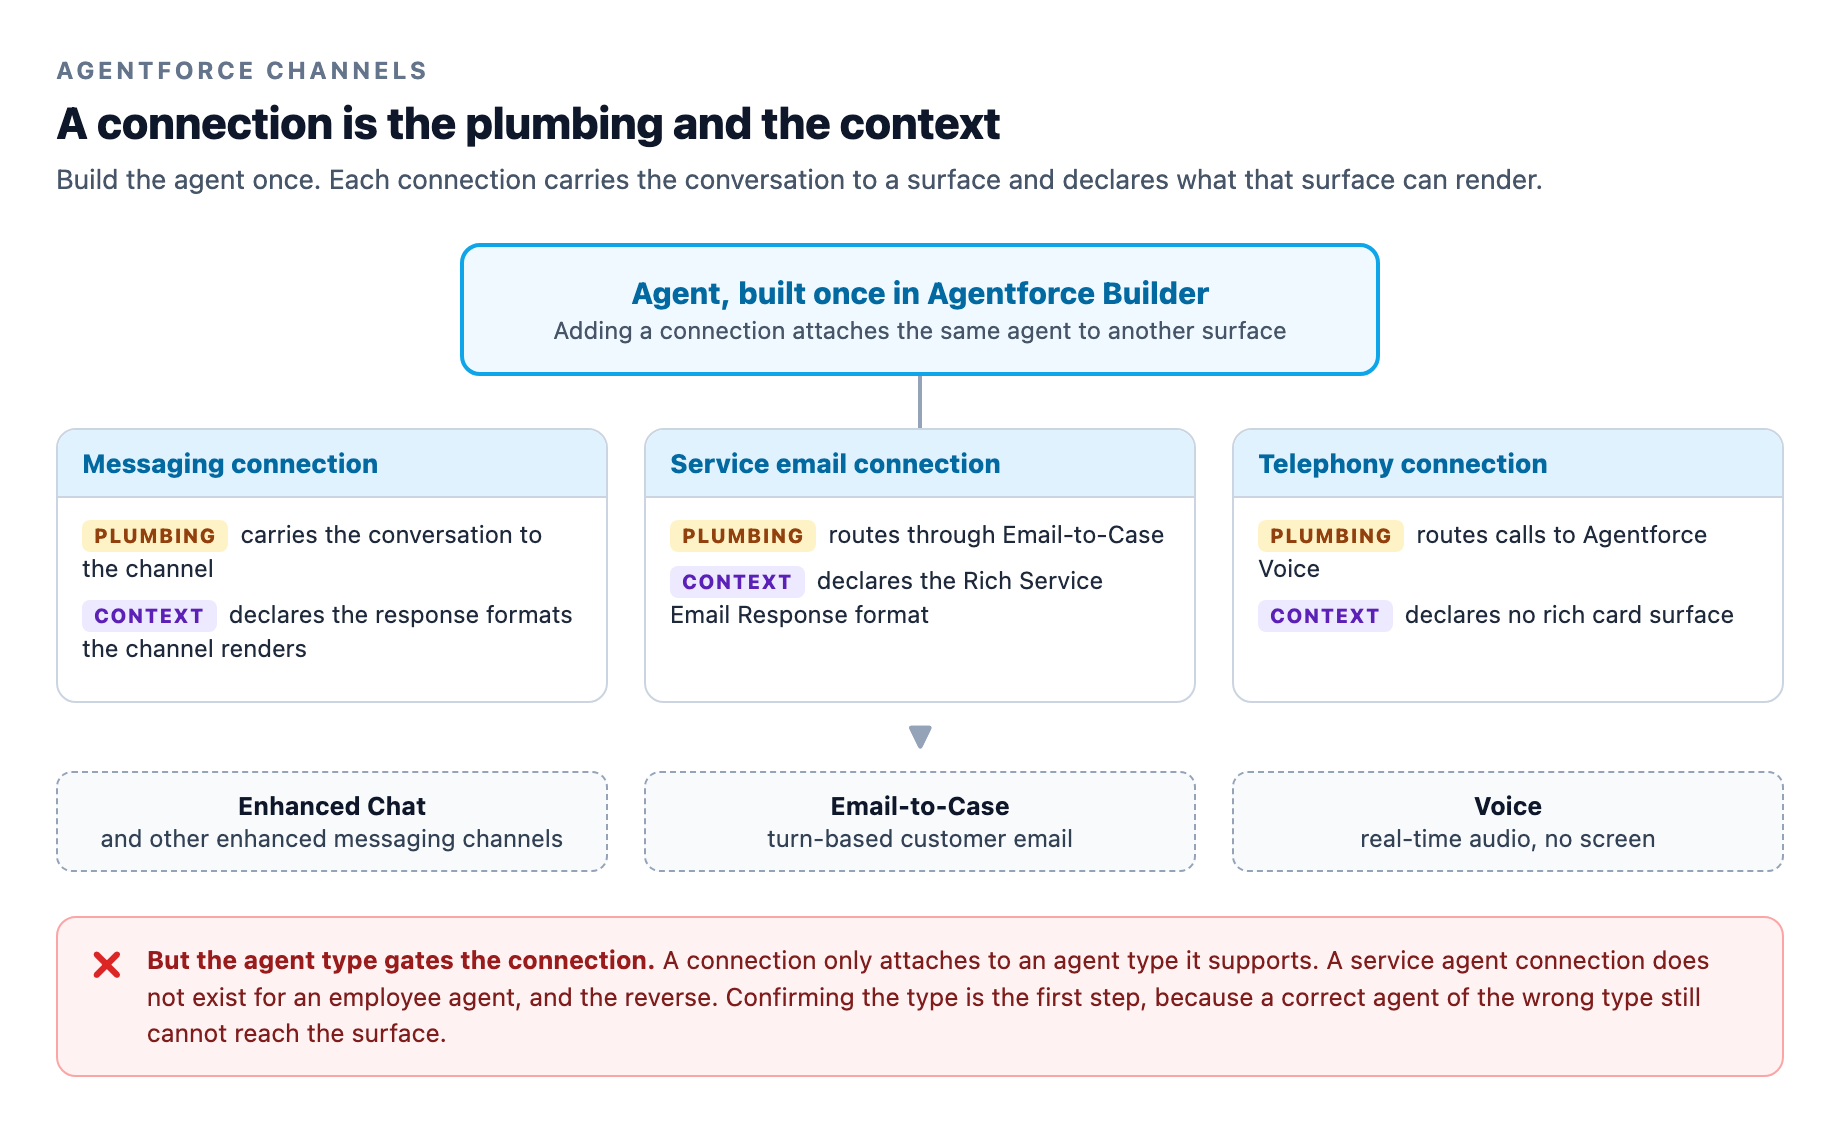 AGENTFORCE CHANNELS
A connection is the plumbing and the context
Build the agent once. Each connection carries the conversation to a surface and declares what that surface can render.
Agent, built once in Agentforce Builder
Adding a connection attaches the same agent to another surface
Messaging connection
PLUMBING carries the conversation to
the channel
CONTEXT declares the response formats
the channel renders
Service email connection
PLUMBING routes through Email-to-Case
CONTEXT declares the Rich Service
Email Response format
Telephony connection
PLUMBING routes calls to Agentforce
Voice
CONTEXT declares no rich card surface
Enhanced Chat
and other enhanced messaging channels
Email-to-Case
turn-based customer email
Voice
real-time audio, no screen
But the agent type gates the connection. A connection only attaches to an agent type it supports. A service agent connection does
not exist for an employee agent, and the reverse. Confirming the type is the first step, because a correct agent of the wrong type still
cannot reach the surface.